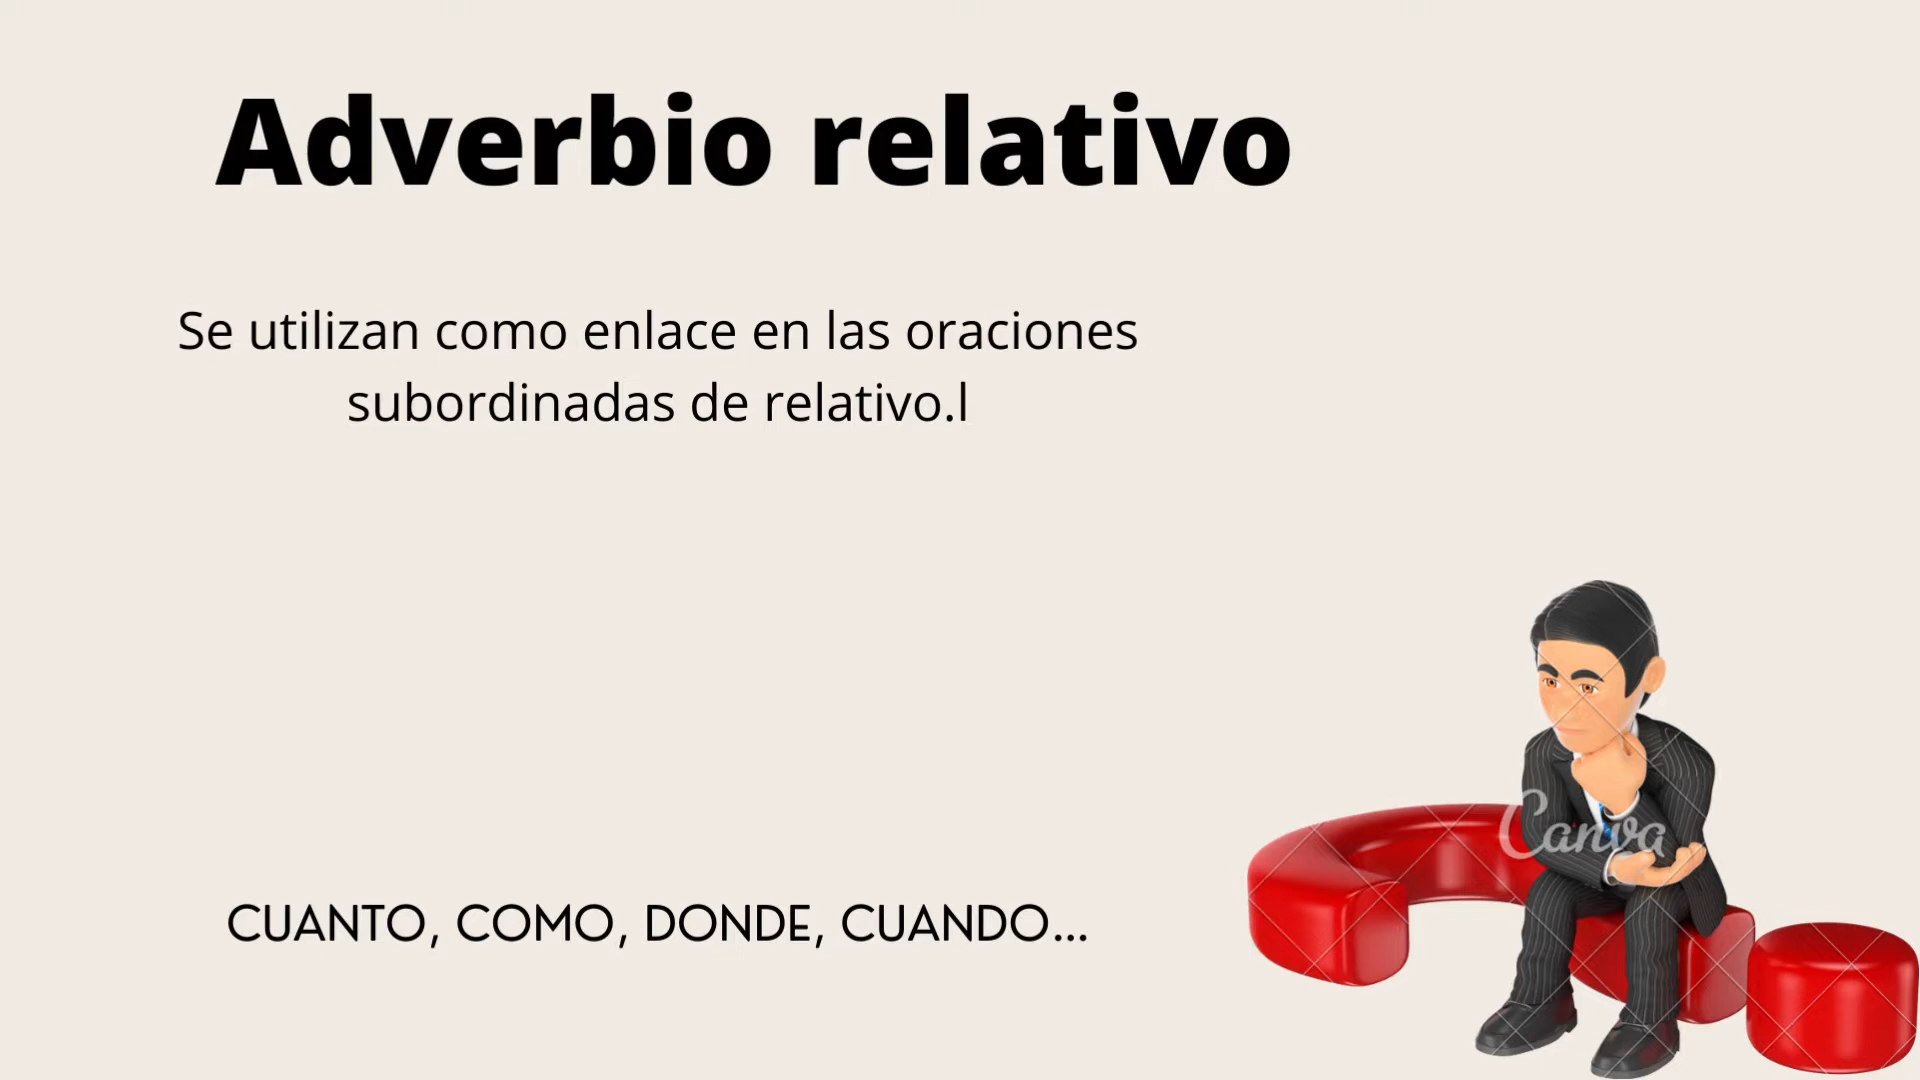 Adverbio relativo
Se utilizan como enlace en las oraciones
subordinadas de relativo.l
CUANTO, COMO, DONDE, CUANDO...
Canva